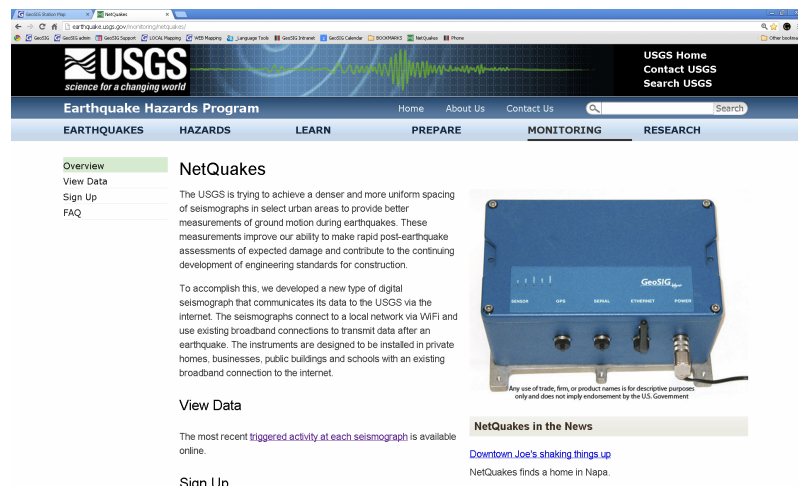 GeoSIG Station Map
NetQuakes
earthquake.usgs.gov/monitoring/netquakes/
GeoSIG GeoSIG admin GeoSIG Support LOCAL Mapping WEB Mapping _Language Tools GeoSIG Intranet GeoSIG Calendar BOOKMARKS NetQuakes Phone Other bookma
USGS
science for a changing world
USGS Home
Contact USGS
Search USGS
Earthquake Hazards Program
Home About Us Contact Us Search
EARTHQUAKES HAZARDS LEARN PREPARE MONITORING RESEARCH
Overview
View Data
Sign Up
FAQ
NetQuakes
The USGS is trying to achieve a denser and more uniform spacing
of seismographs in select urban areas to provide better
measurements of ground motion during earthquakes. These
measurements improve our ability to make rapid post-earthquake
assessments of expected damage and contribute to the continuing
development of engineering standards for construction.
To accomplish this, we developed a new type of digital
seismograph that communicates its data to the USGS via the
internet. The seismographs connect to a local network via WiFi and
use existing broadband connections to transmit data after an
earthquake. The instruments are designed to be installed in private
homes, businesses, public buildings and schools with an existing
broadband connection to the internet.
View Data
The most recent triggered activity at each seismograph is available
online.
Sign Up
GeoSIG
SENSOR GPS SERIAL ETHERNET POWER
Any use of trade, firm, or product names is for descriptive purposes
only and does not imply endorsement by the U.S. Government
NetQuakes in the News
Downtown Joe's shaking things up
NetQuakes finds a home in Napa.